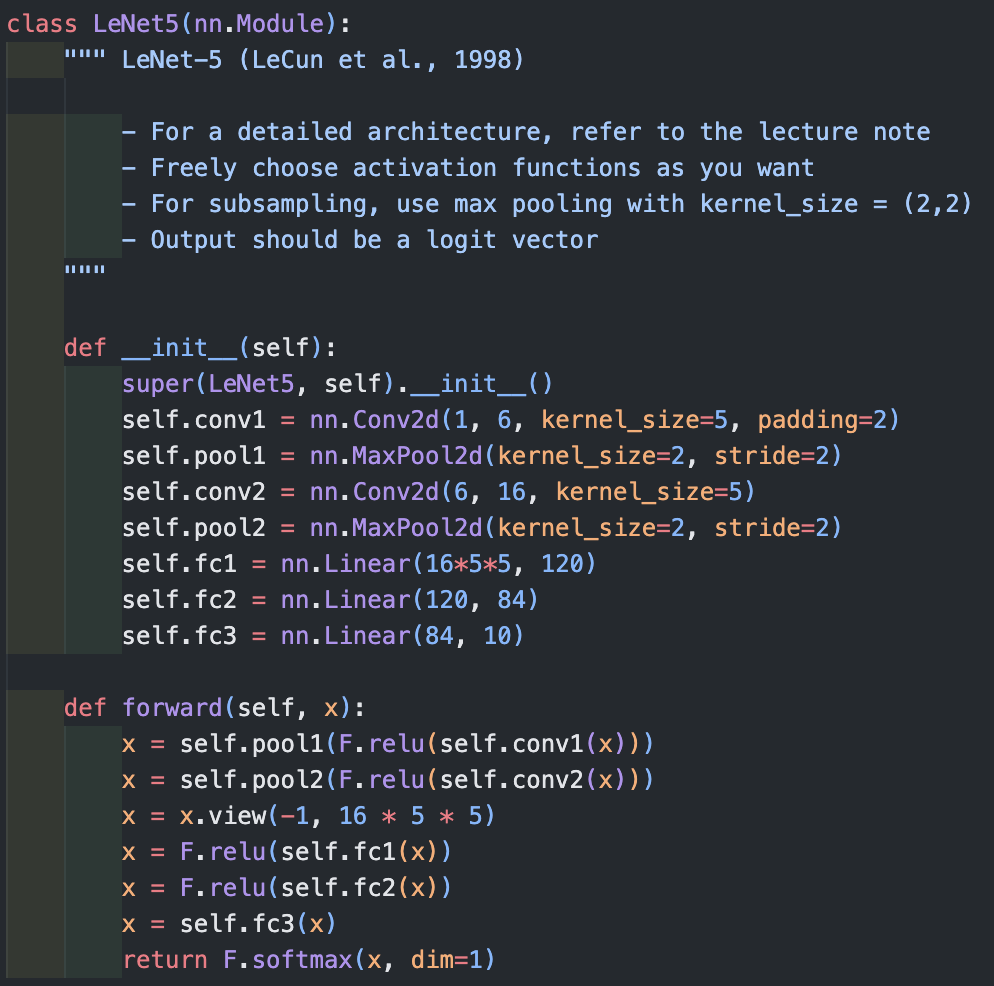 class LeNet5(nn.Module):
    """ LeNet-5 (LeCun et al., 1998)

        - For a detailed architecture, refer to the lecture note
        - Freely choose activation functions as you want
        - For subsampling, use max pooling with kernel_size = (2,2)
        - Output should be a logit vector
    """

    def __init__(self):
        super(LeNet5, self).__init__()
        self.conv1 = nn.Conv2d(1, 6, kernel_size=5, padding=2)
        self.pool1 = nn.MaxPool2d(kernel_size=2, stride=2)
        self.conv2 = nn.Conv2d(6, 16, kernel_size=5)
        self.pool2 = nn.MaxPool2d(kernel_size=2, stride=2)
        self.fc1 = nn.Linear(16*5*5, 120)
        self.fc2 = nn.Linear(120, 84)
        self.fc3 = nn.Linear(84, 10)

    def forward(self, x):
        x = self.pool1(F.relu(self.conv1(x)))
        x = self.pool2(F.relu(self.conv2(x)))
        x = x.view(-1, 16 * 5 * 5)
        x = F.relu(self.fc1(x))
        x = F.relu(self.fc2(x))
        x = self.fc3(x)
        return F.softmax(x, dim=1)